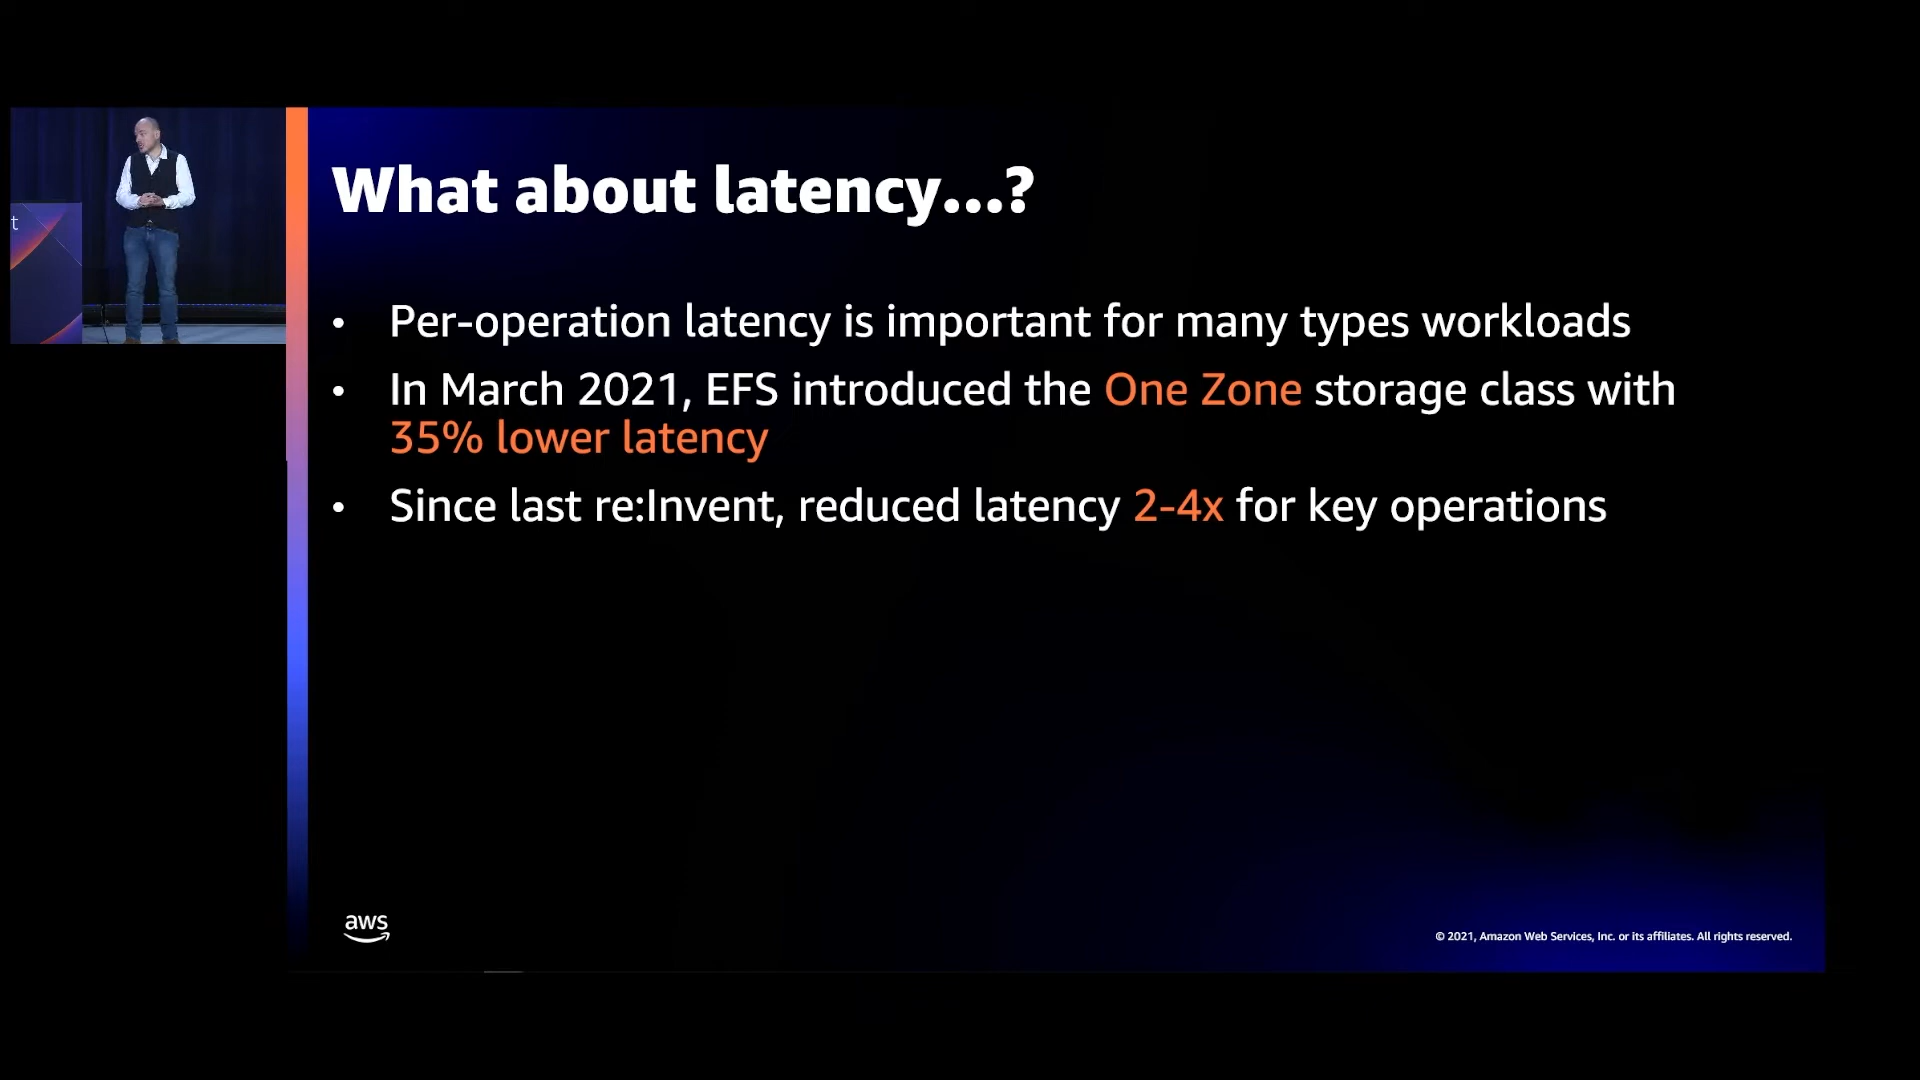 t
What about latency...?
• Per-operation latency is important for many types workloads
• In March 2021, EFS introduced the One Zone storage class with
35% lower latency
• Since last re:Invent, reduced latency 2-4x for key operations
aws
© 2021, Amazon Web Services, Inc. or its affiliates. All rights reserved.